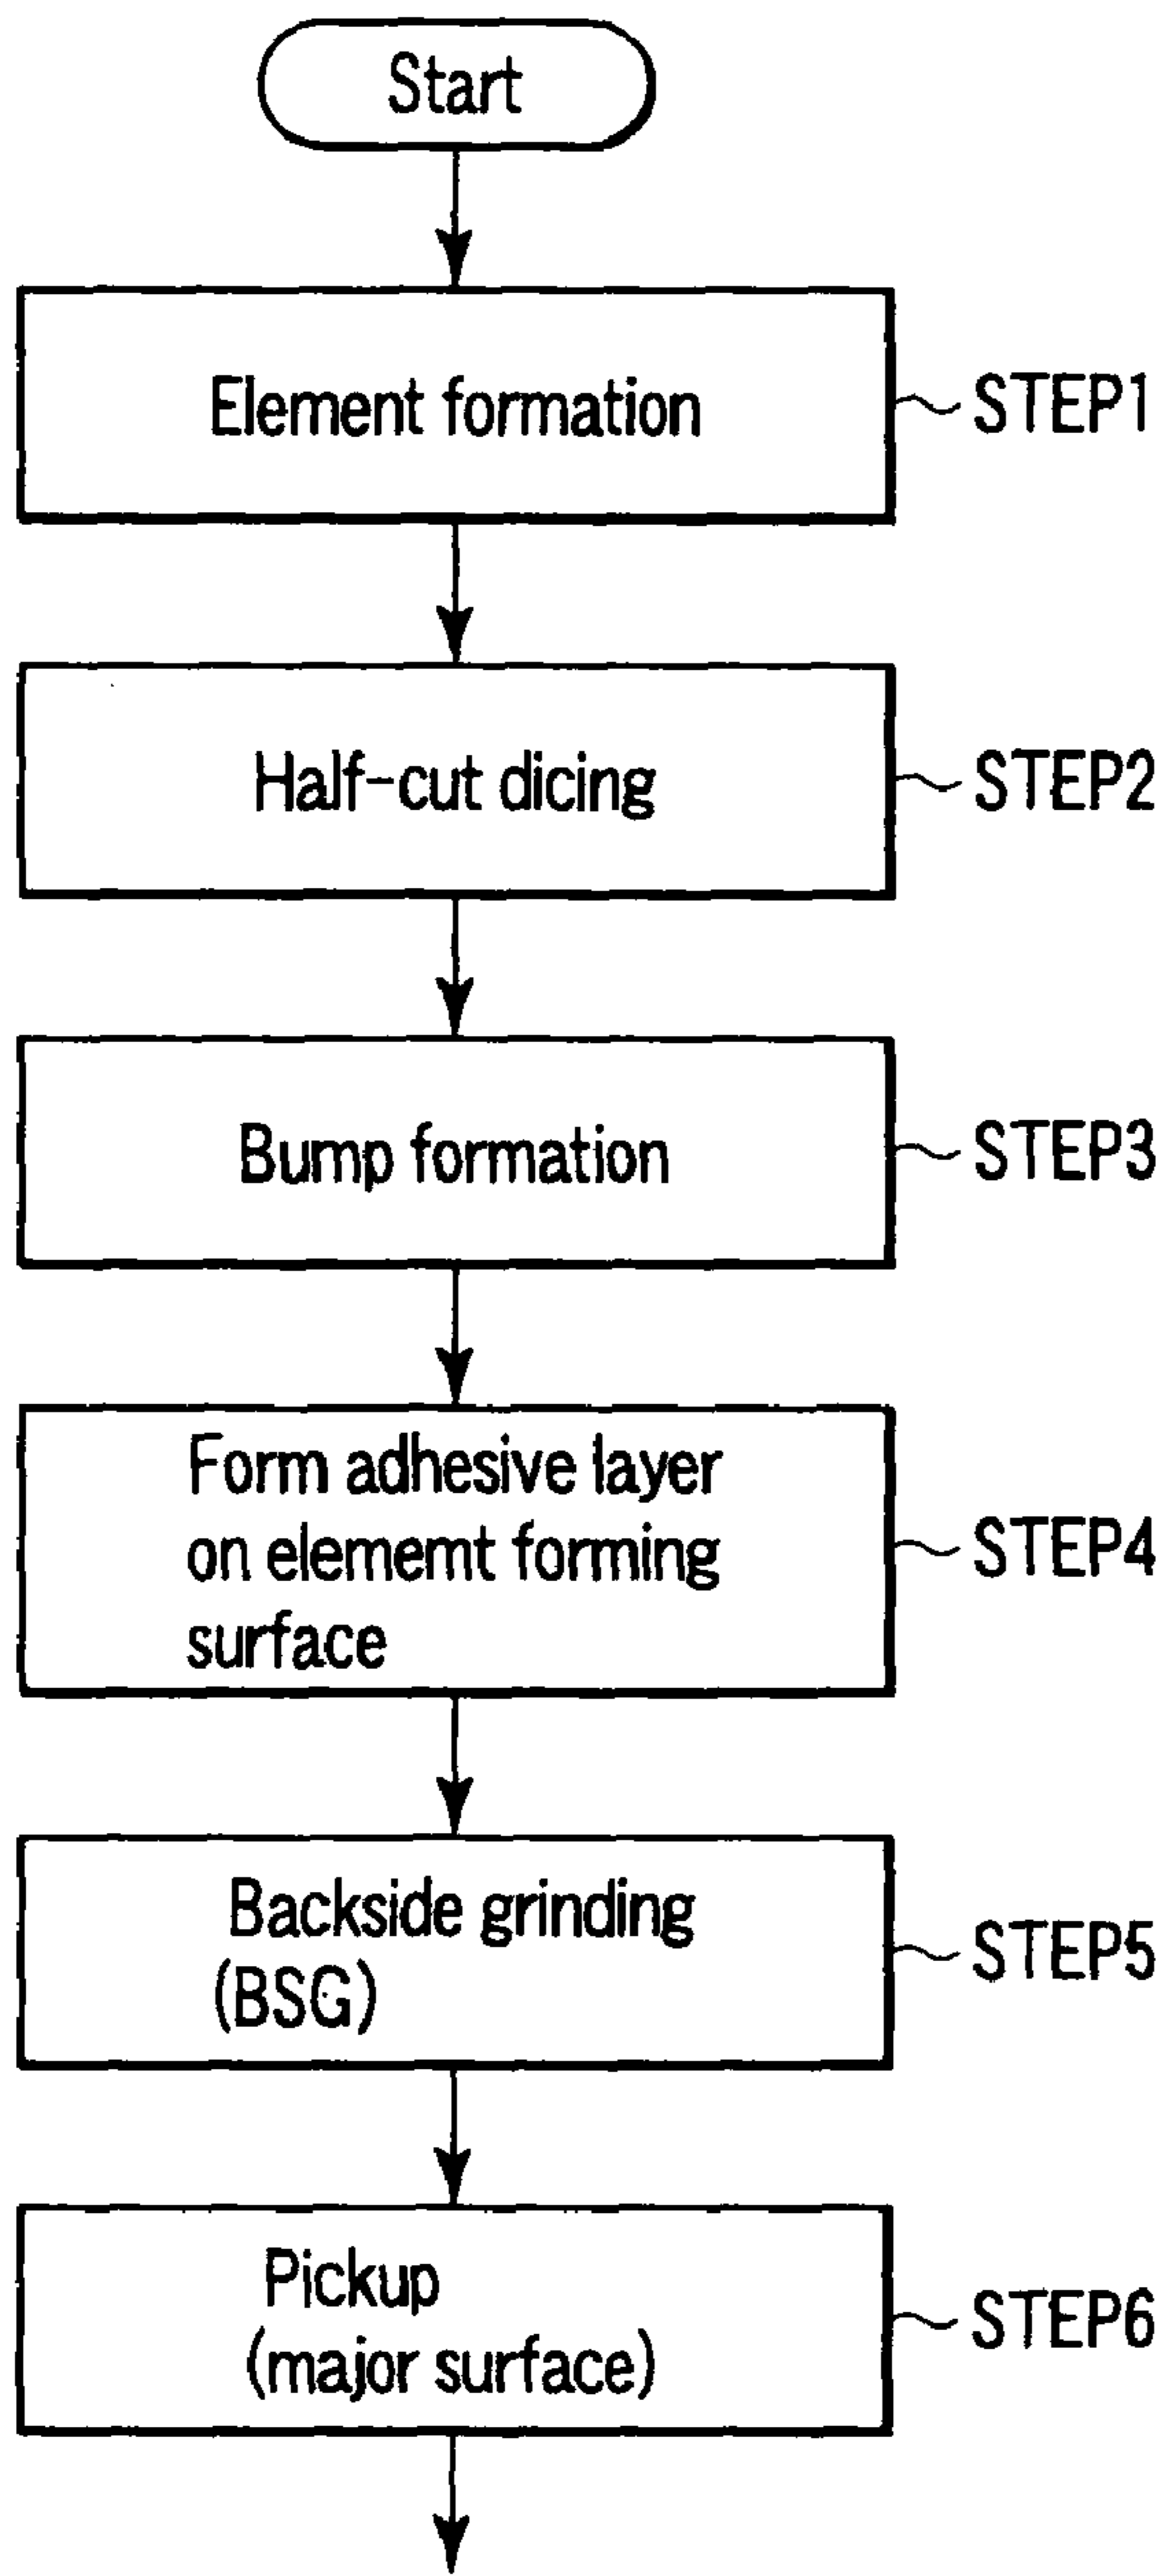 Start
Element formation
STEP1
Half-cut dicing
STEP2
Bump formation
STEP3
Form adhesive layer
on elememt forming
surface
STEP4
Backside grinding
(BSG)
STEP5
Pickup
(major surface)
STEP6